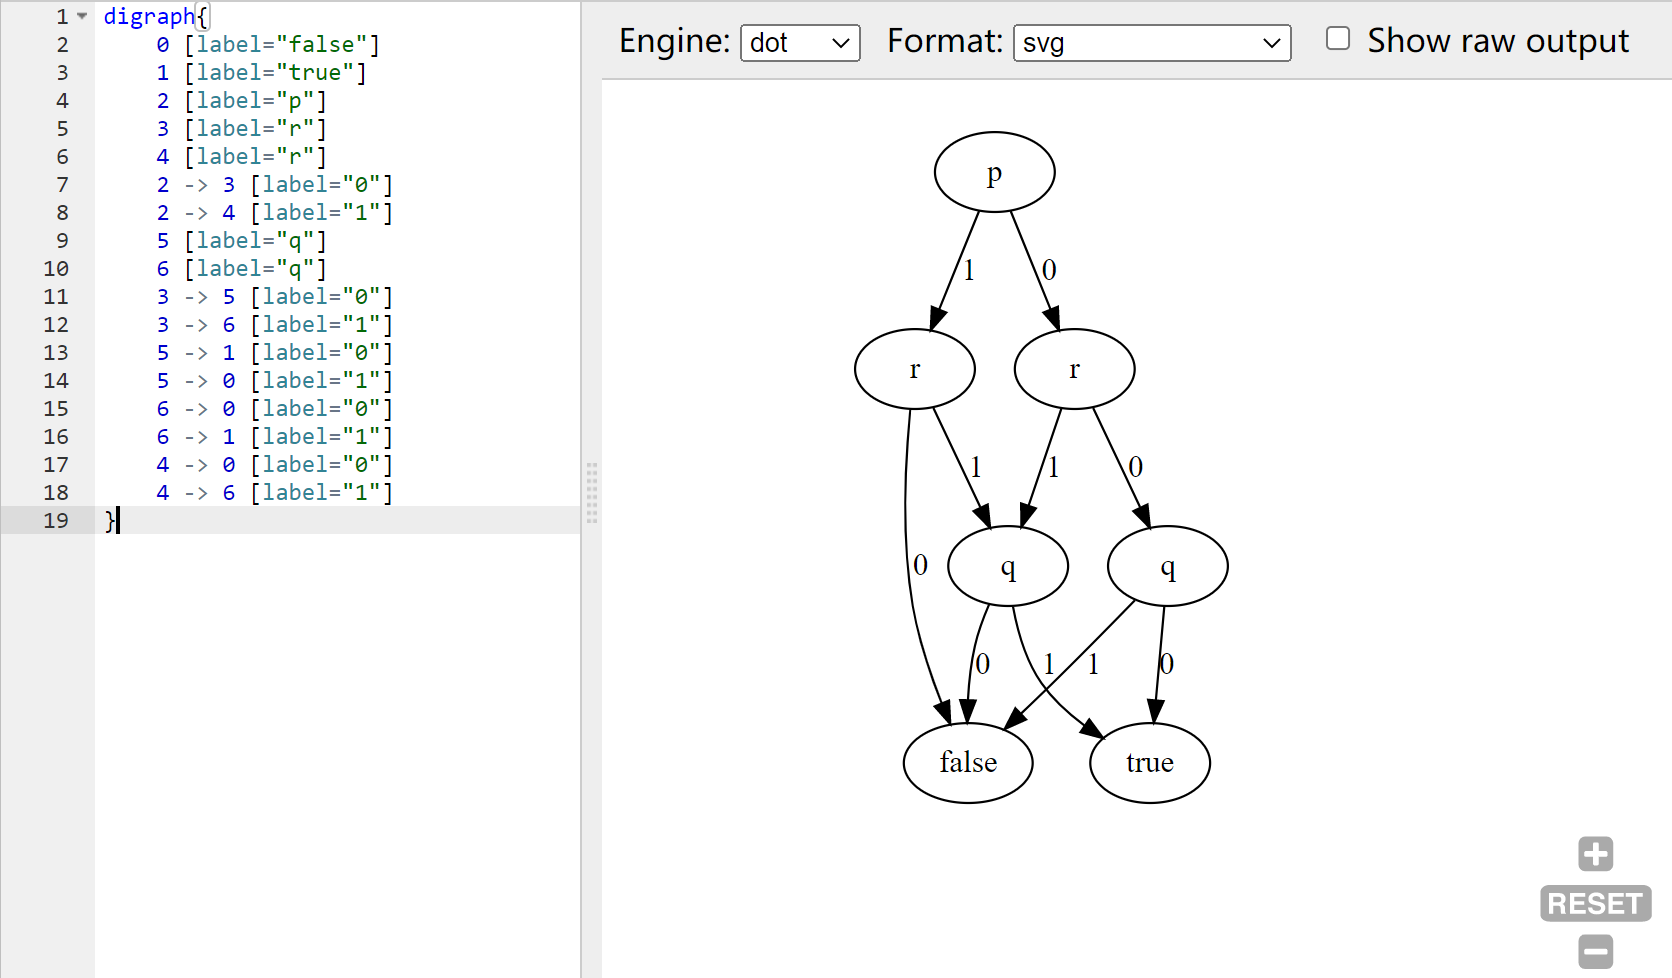 1 digraph{
2 0 [label="false"]
3 1 [label="true"]
4 2 [label="p"]
5 3 [label="r"]
6 4 [label="r"]
7 2 -> 3 [label="0"]
8 2 -> 4 [label="1"]
9 5 [label="q"]
10 6 [label="q"]
11 3 -> 5 [label="0"]
12 3 -> 6 [label="1"]
13 5 -> 1 [label="0"]
14 5 -> 0 [label="1"]
15 6 -> 0 [label="0"]
16 6 -> 1 [label="1"]
17 4 -> 0 [label="0"]
18 4 -> 6 [label="1"]
19 }
Engine: dot Format: svg Show raw output
p
1 0
r r
1 1 0
0 q q
0 1 1 0
false true
RESET